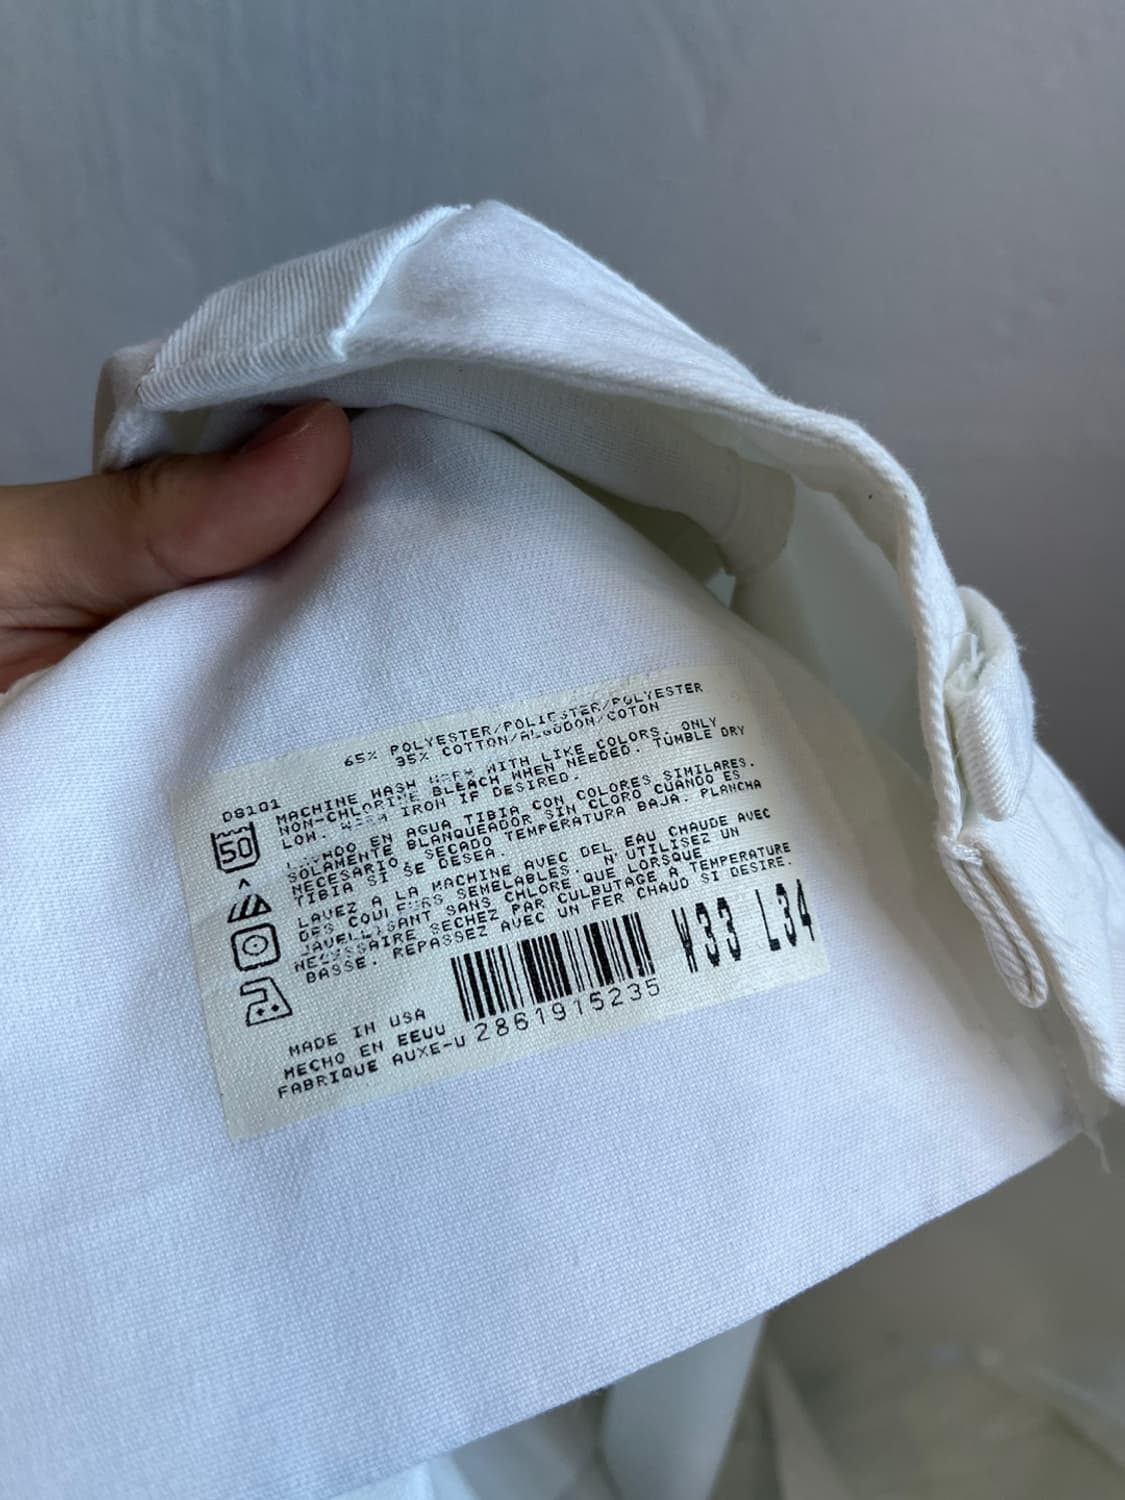 65% POLYESTER/POLIESTER/POLYESTER
35% COTTON/ALGODON/COTON
D8101
MACHINE WASH WARM WITH LIKE COLORS. ONLY
NON-CHLORINE BLEACH WHEN NEEDED. TUMBLE DRY
LOW. WARM IRON IF DESIRED.
LAVADO EN AGUA TIBIA CON COLORES SIMILARES.
SOLAMENTE BLANQUEADOR SIN CLORO CUANDO ES
NECESARIO. SECADO TEMPERATURA BAJA. PLANCHA
TIBIA SI SE DESEA.
LAVEZ A LA MACHINE AVEC DEL EAU CHAUDE AVEC
DES COULEURS SEMELABLES. N'UTILISEZ UN
JAVELLISANT SANS CHLORE QUE LORSQUE
NECESSAIRE SECHEZ PAR CULBUTAGE A TEMPERATURE
BASSE. REPASSEZ AVEC UN FER CHAUD SI DESIRE.
50
W33 L34
MADE IN USA
HECHO EN EEUU
FABRIQUE AUXE-U
2861915235